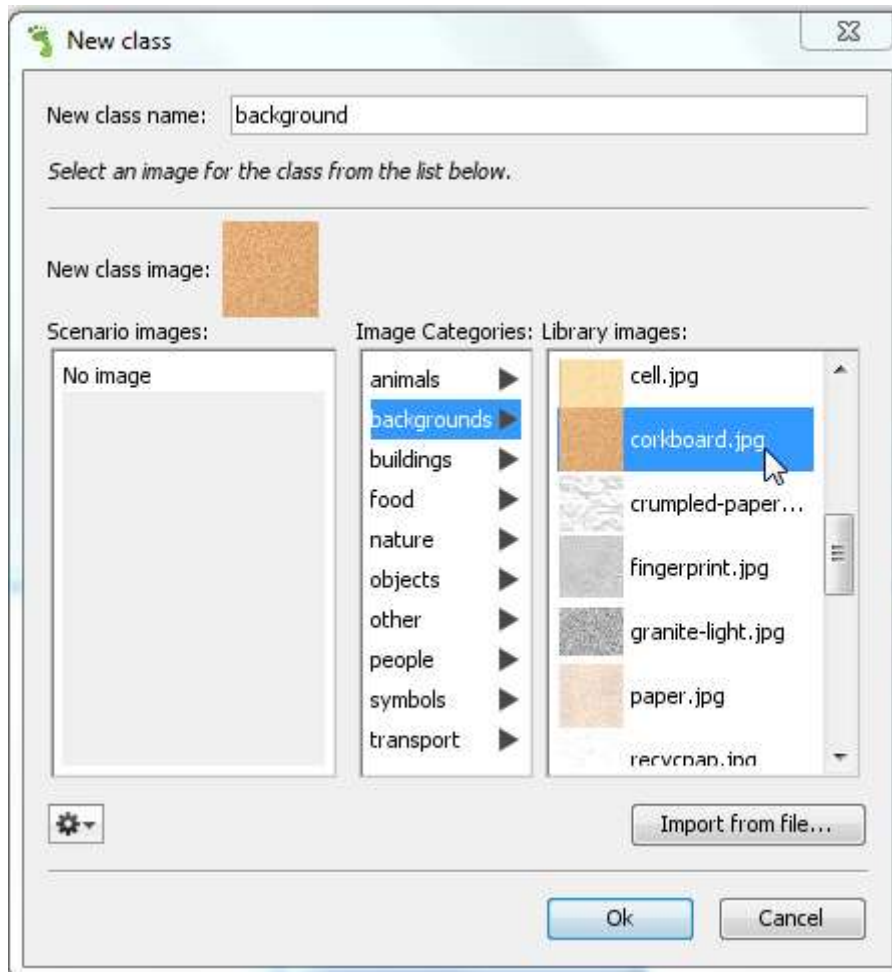 New class
New class name: background
Select an image for the class from the list below.
New class image:
Scenario images:
No image
Image Categories:
animals
backgrounds
buildings
food
nature
objects
other
people
symbols
transport
Library images:
cell.jpg
corkboard.jpg
crumpled-paper...
fingerprint.jpg
granite-light.jpg
paper.jpg
recycpap.jpg
Import from file...
Ok
Cancel